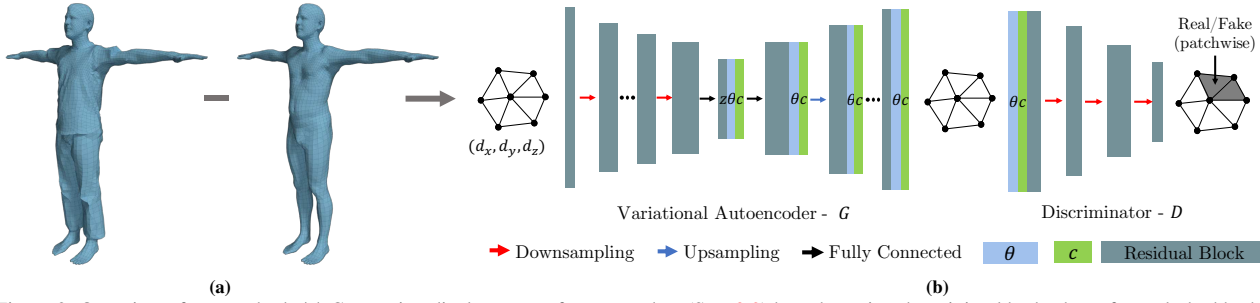 (d_x, d_y, d_z)
zθc
θc
θc
θc
θc
Real/Fake
(patchwise)
Variational Autoencoder - G
Discriminator - D
Downsampling
Upsampling
Fully Connected
θ
c
Residual Block
(a)
(b)